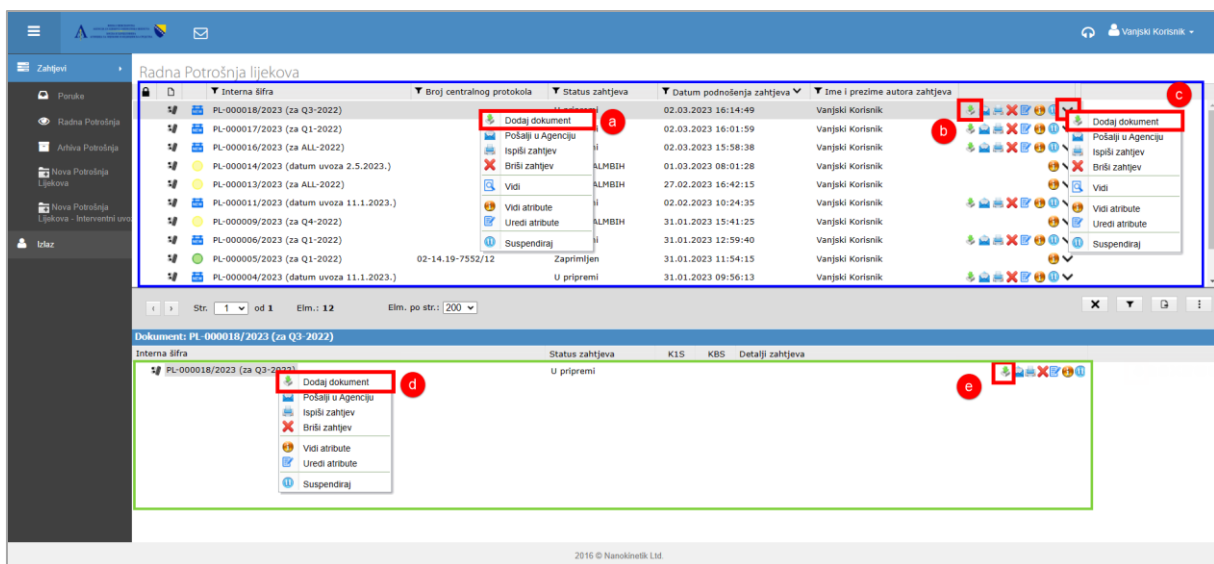 Vanjski Korisnik
Zahtjevi
Poruke
Radna Potrošnja
Arhiva Potrošnja
Nova Potrošnja
Lijekova
Nova Potrošnja
Lijekova - Interventni uvo
Izlaz
Radna Potrošnja lijekova
Interna šifra Broj centralnog protokola Status zahtjeva Datum podnošenja zahtjeva Ime i prezime autora zahtjeva
PL-000018/2023 (za Q3-2022) 02.03.2023 16:14:49 Vanjski Korisnik
PL-000017/2023 (za Q1-2022) 02.03.2023 16:01:59 Vanjski Korisnik
PL-000016/2023 (za ALL-2022) 02.03.2023 15:58:38 Vanjski Korisnik
PL-000014/2023 (datum uvoza 2.5.2023.) ALMBIH 01.03.2023 08:01:28 Vanjski Korisnik
PL-000013/2023 (za ALL-2022) ALMBIH 27.02.2023 16:42:15 Vanjski Korisnik
PL-000011/2023 (datum uvoza 11.1.2023.) 02.02.2023 10:24:35 Vanjski Korisnik
PL-000009/2023 (za Q4-2022) ALMBIH 31.01.2023 15:41:25 Vanjski Korisnik
PL-000006/2023 (za Q1-2022) 31.01.2023 12:59:40 Vanjski Korisnik
PL-000005/2023 (za Q1-2022) 02-14.19-7552/12 Zaprimljen 31.01.2023 11:54:15 Vanjski Korisnik
PL-000004/2023 (datum uvoza 11.1.2023.) U pripremi 31.01.2023 09:56:13 Vanjski Korisnik
Dodaj dokument
Pošalji u Agenciju
Ispiši zahtjev
Briši zahtjev
Vidi
Vidi atribute
Uredi atribute
Suspendiraj
a
b
c
Dodaj dokument
Pošalji u Agenciju
Ispiši zahtjev
Briši zahtjev
Vidi
Vidi atribute
Uredi atribute
Suspendiraj
Str. 1 od 1 Elm.: 12 Elm. po str.: 200
Dokument: PL-000018/2023 (za Q3-2022)
Interna šifra Status zahtjeva K1S KBS Detalji zahtjeva
PL-000018/2023 (za Q3-2022) U pripremi
Dodaj dokument
Pošalji u Agenciju
Ispiši zahtjev
Briši zahtjev
Vidi atribute
Uredi atribute
Suspendiraj
d
e
2016 © Nanokinetik Ltd.